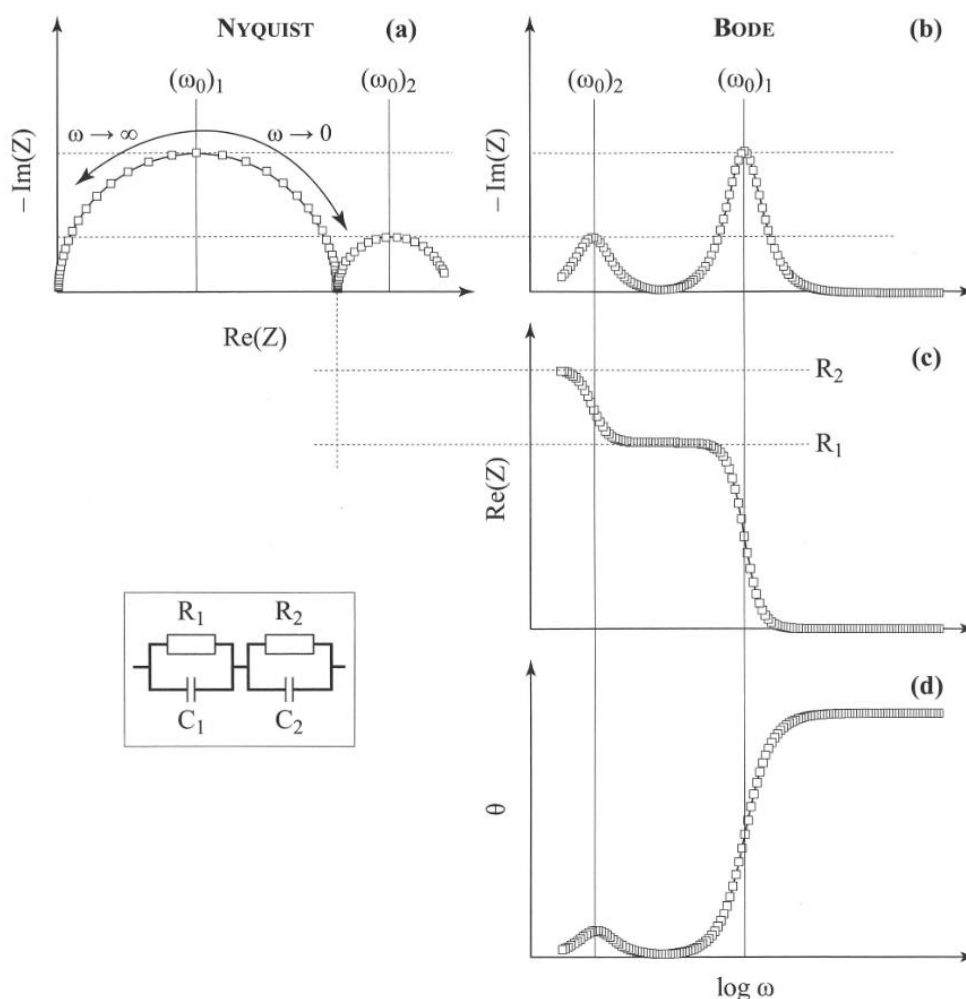 NYQUIST (a)
(ω₀)₁ (ω₀)₂
ω → ∞ ω → 0
– Im(Z)
Re(Z)
BODE (b)
(ω₀)₂ (ω₀)₁
– Im(Z)
(c)
R₂
R₁
Re(Z)
R₁ R₂
C₁ C₂
(d)
θ
log ω